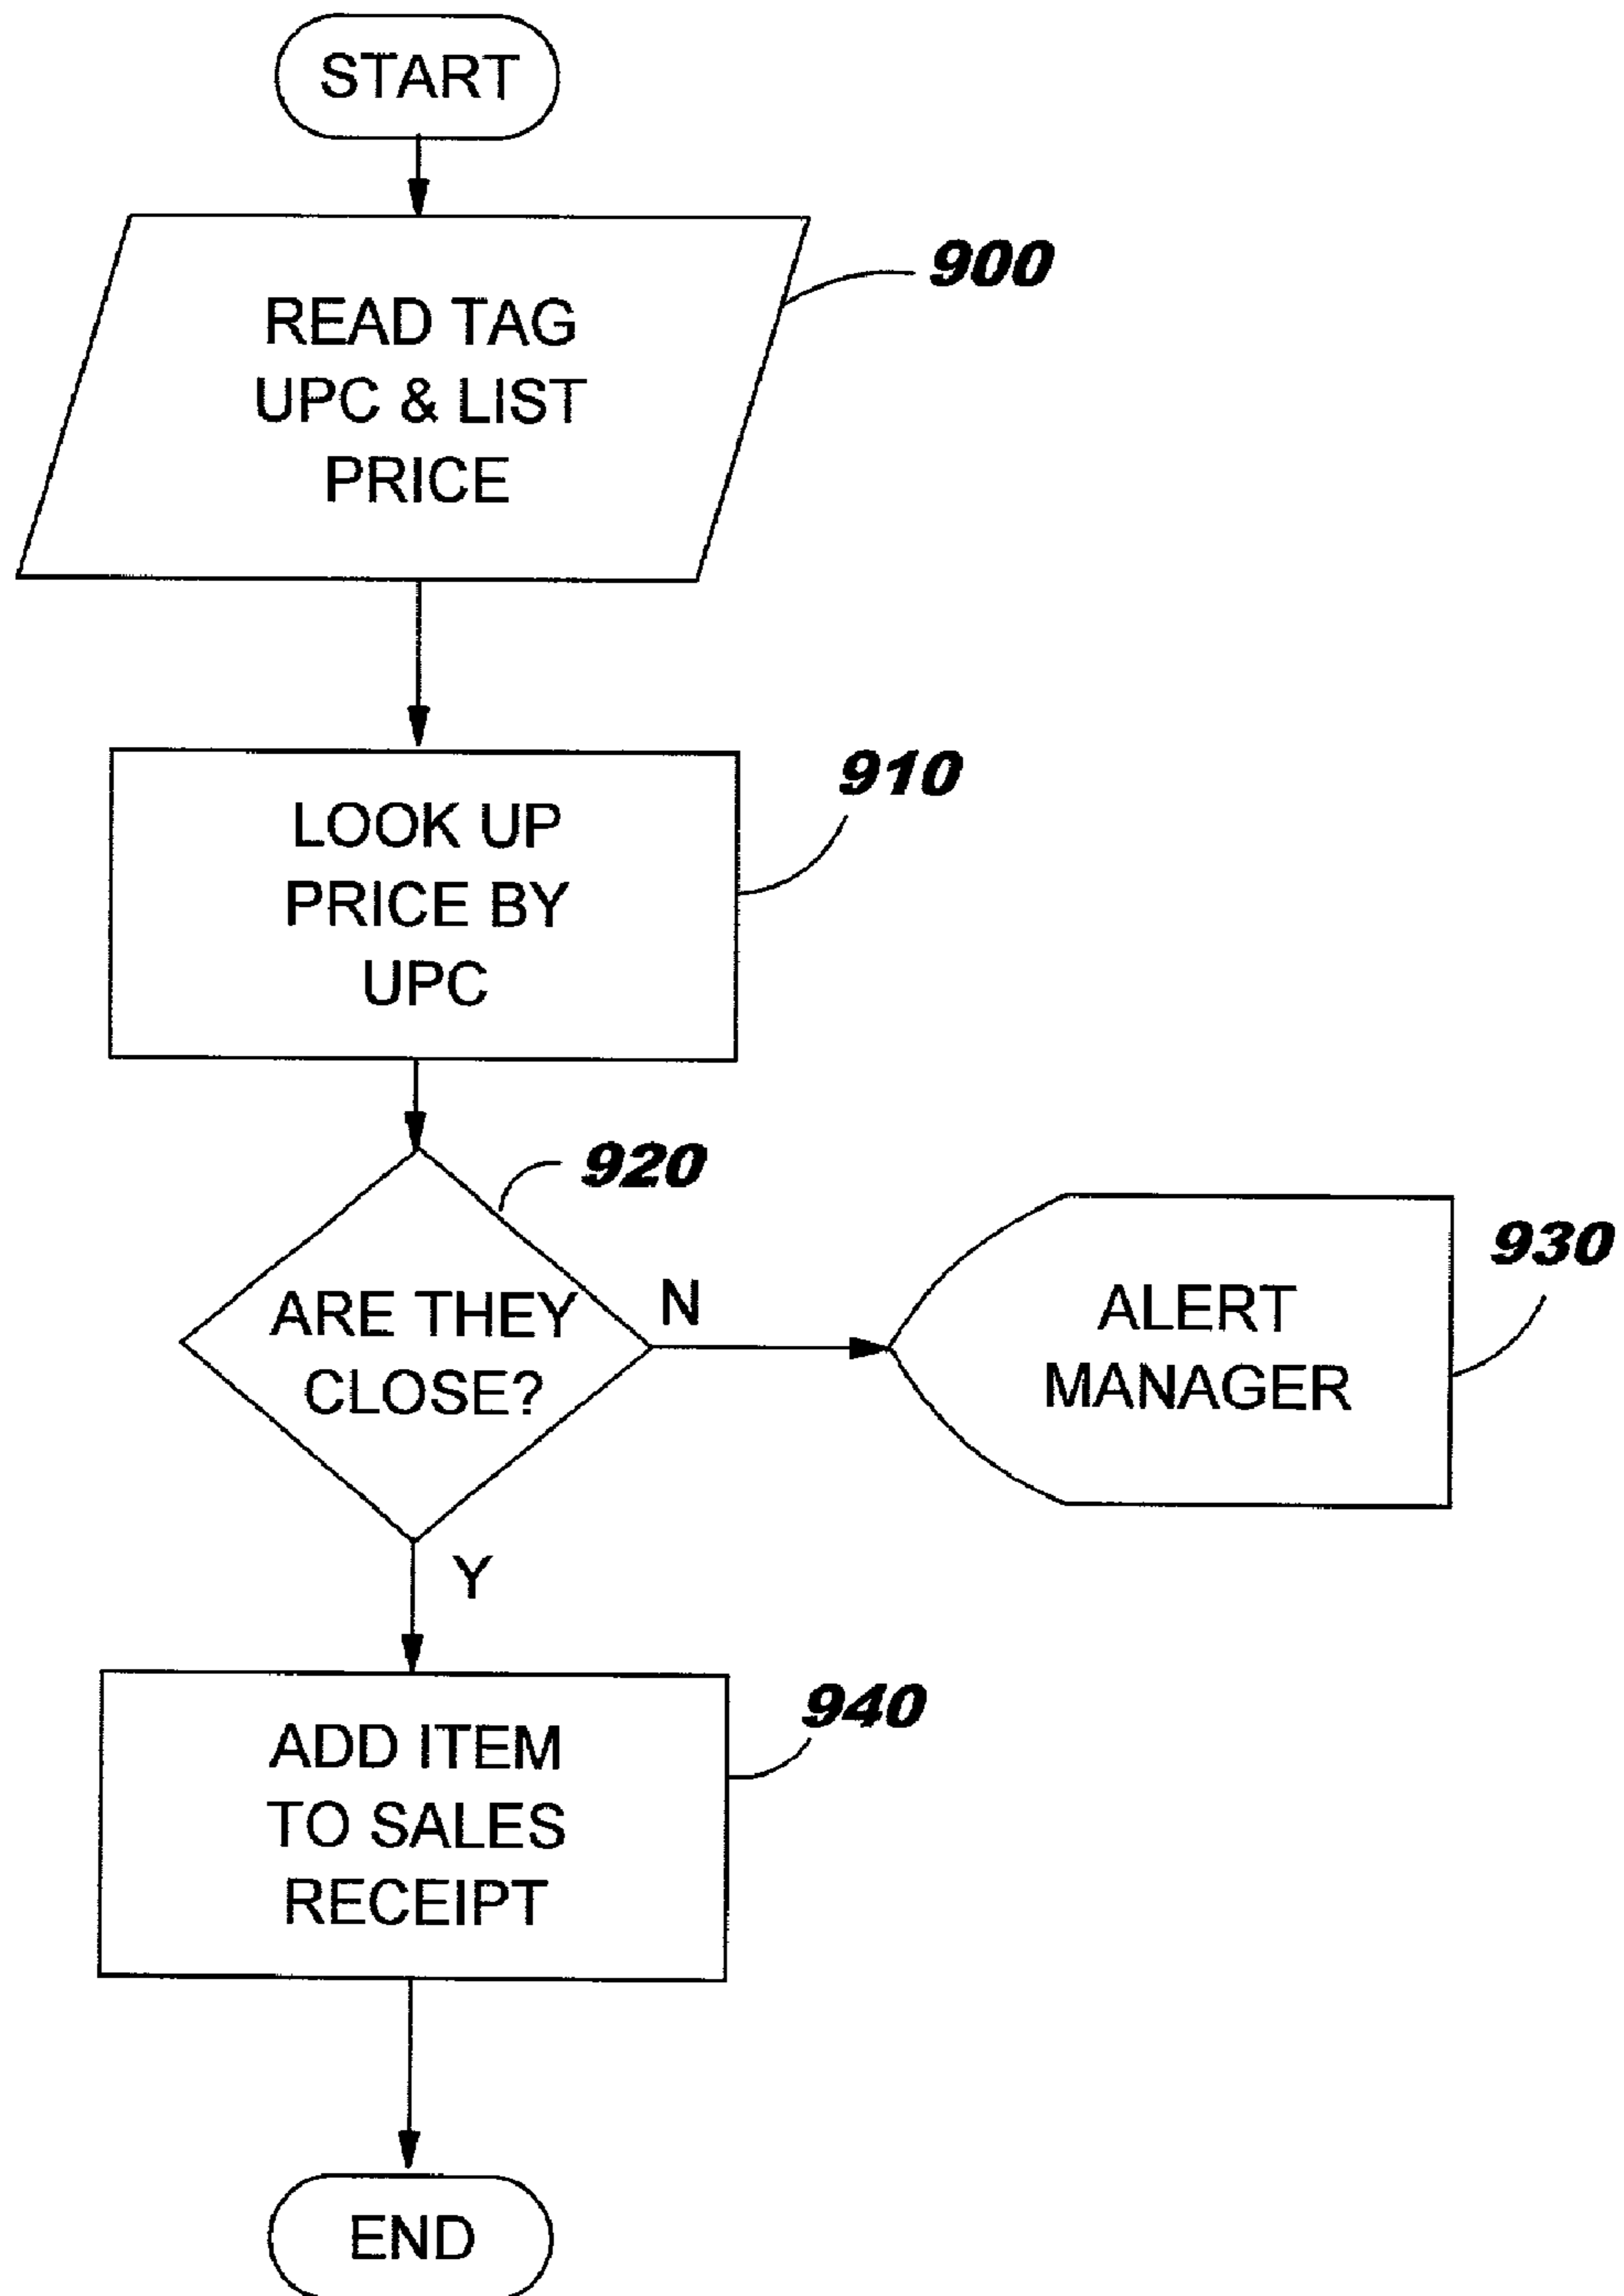 START
READ TAG
UPC & LIST
PRICE
900
LOOK UP
PRICE BY
UPC
910
920
ARE THEY
CLOSE?
N
ALERT
MANAGER
930
Y
ADD ITEM
TO SALES
RECEIPT
940
END